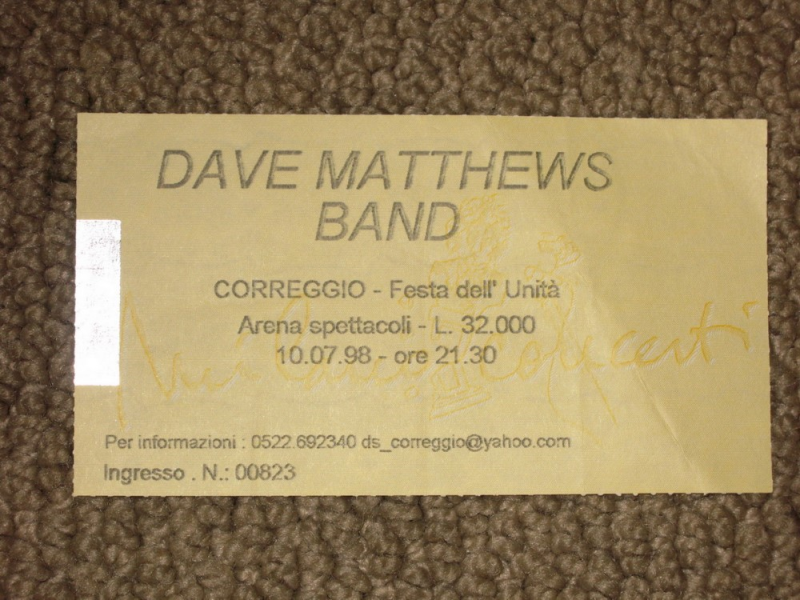 DAVE MATTHEWS
BAND
CORREGGIO - Festa dell' Unità
Arena spettacoli - L. 32.000
10.07.98 - ore 21.30
concerti
Per informazioni : 0522.692340 ds_correggio@yahoo.com
Ingresso . N.: 00823